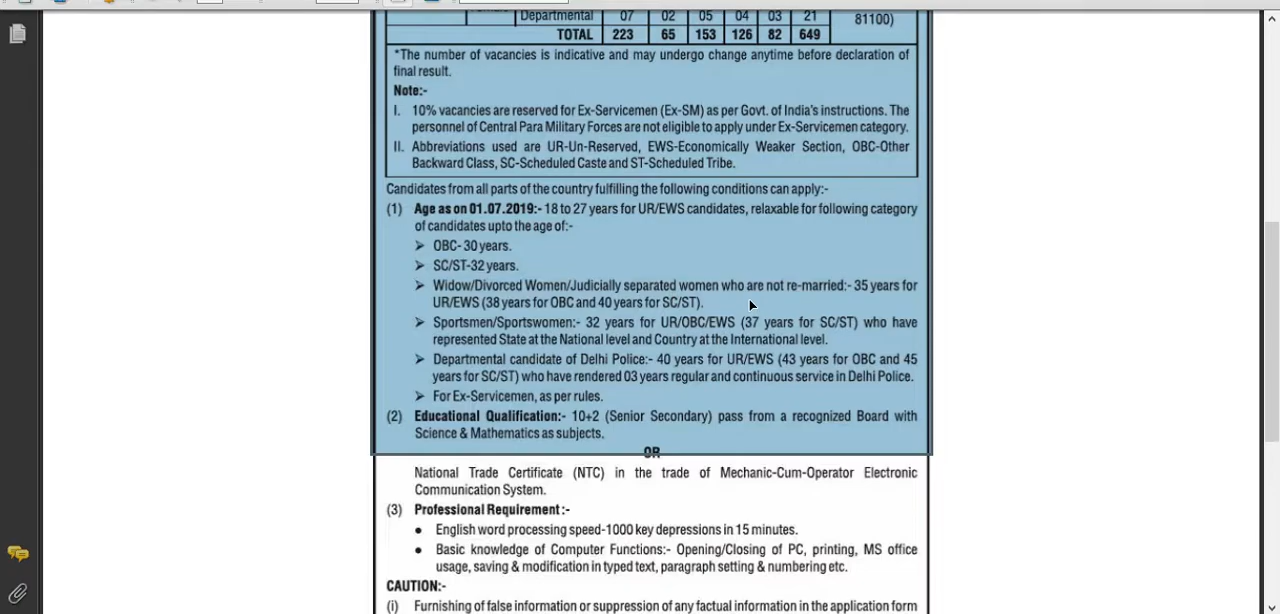 Departmental 07 02 05 04 03 21 81100)
TOTAL 223 65 153 126 82 649
*The number of vacancies is indicative and may undergo change anytime before declaration of
final result.
Note:-
I. 10% vacancies are reserved for Ex-Servicemen (Ex-SM) as per Govt. of India's instructions. The
personnel of Central Para Military Forces are not eligible to apply under Ex-Servicemen category.
II. Abbreviations used are UR-Un-Reserved, EWS-Economically Weaker Section, OBC-Other
Backward Class, SC-Scheduled Caste and ST-Scheduled Tribe.
Candidates from all parts of the country fulfilling the following conditions can apply:-
(1) Age as on 01.07.2019:- 18 to 27 years for UR/EWS candidates, relaxable for following category
of candidates upto the age of:-
➢ OBC- 30 years.
➢ SC/ST-32 years.
➢ Widow/Divorced Women/Judicially separated women who are not re-married:- 35 years for
UR/EWS (38 years for OBC and 40 years for SC/ST).
➢ Sportsmen/Sportswomen:- 32 years for UR/OBC/EWS (37 years for SC/ST) who have
represented State at the National level and Country at the International level.
➢ Departmental candidate of Delhi Police:- 40 years for UR/EWS (43 years for OBC and 45
years for SC/ST) who have rendered 03 years regular and continuous service in Delhi Police.
➢ For Ex-Servicemen, as per rules.
(2) Educational Qualification:- 10+2 (Senior Secondary) pass from a recognized Board with
Science & Mathematics as subjects.
OR
National Trade Certificate (NTC) in the trade of Mechanic-Cum-Operator Electronic
Communication System.
(3) Professional Requirement:-
• English word processing speed-1000 key depressions in 15 minutes.
• Basic knowledge of Computer Functions:- Opening/Closing of PC, printing, MS office
usage, saving & modification in typed text, paragraph setting & numbering etc.
CAUTION:-
(i) Furnishing of false information or suppression of any factual information in the application form